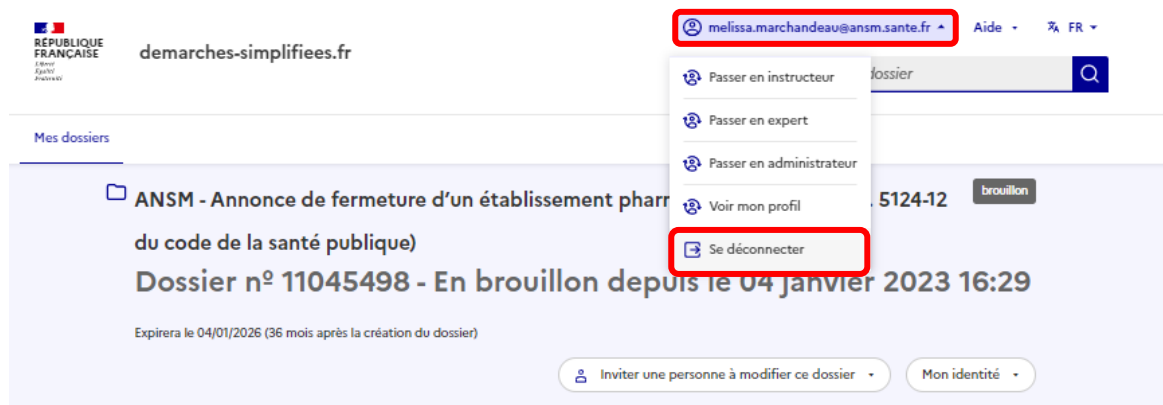 RÉPUBLIQUE
FRANÇAISE
Liberté
Égalité
Fraternité
demarches-simplifiees.fr
melissa.marchandeau@ansm.sante.fr
Aide
FR
Passer en instructeur
dossier
Passer en expert
Mes dossiers
Passer en administrateur
ANSM - Annonce de fermeture d'un établissement phar 5124-12
brouillon
Voir mon profil
du code de la santé publique)
Se déconnecter
Dossier nº 11045498 - En brouillon depuis le 04 janvier 2023 16:29
Expirera le 04/01/2026 (36 mois après la création du dossier)
Inviter une personne à modifier ce dossier
Mon identité